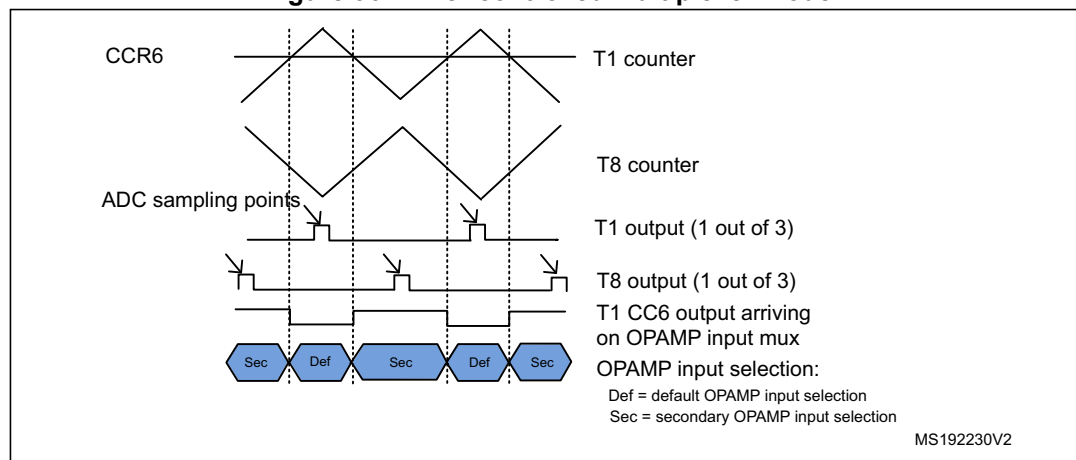 CCR6
T1 counter
T8 counter
ADC sampling points
T1 output (1 out of 3)
T8 output (1 out of 3)
T1 CC6 output arriving
on OPAMP input mux
Sec Def Sec Def Sec
OPAMP input selection:
Def = default OPAMP input selection
Sec = secondary OPAMP input selection
MS192230V2